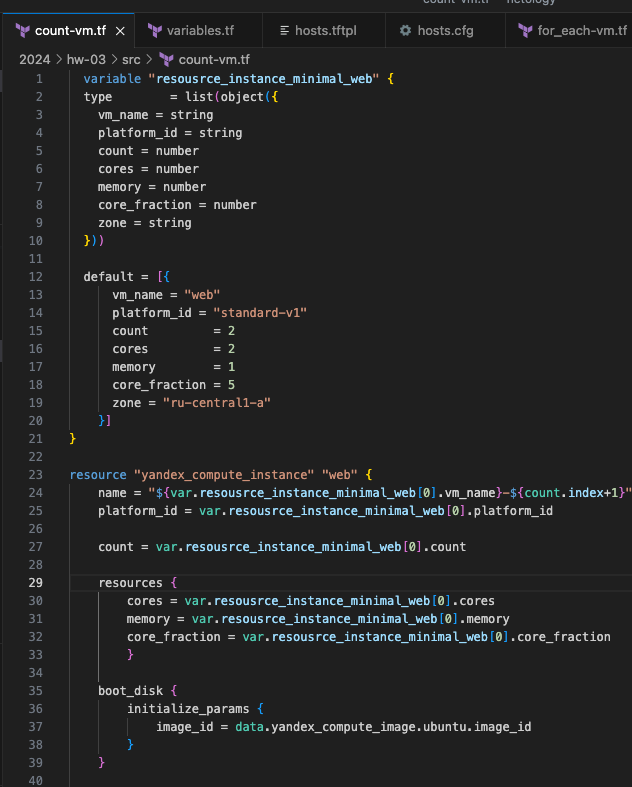 count-vm.tf - netology
count-vm.tf × variables.tf hosts.tftpl hosts.cfg for_each-vm.tf
2024 > hw-03 > src > count-vm.tf
1 variable "resousrce_instance_minimal_web" {
2 type = list(object({
3 vm_name = string
4 platform_id = string
5 count = number
6 cores = number
7 memory = number
8 core_fraction = number
9 zone = string
10 }))
11
12 default = [{
13 vm_name = "web"
14 platform_id = "standard-v1"
15 count = 2
16 cores = 2
17 memory = 1
18 core_fraction = 5
19 zone = "ru-central1-a"
20 }]
21 }
22
23 resource "yandex_compute_instance" "web" {
24 name = "${var.resousrce_instance_minimal_web[0].vm_name}-${count.index+1}"
25 platform_id = var.resousrce_instance_minimal_web[0].platform_id
26
27 count = var.resousrce_instance_minimal_web[0].count
28
29 resources {
30 cores = var.resousrce_instance_minimal_web[0].cores
31 memory = var.resousrce_instance_minimal_web[0].memory
32 core_fraction = var.resousrce_instance_minimal_web[0].core_fraction
33 }
34
35 boot_disk {
36 initialize_params {
37 image_id = data.yandex_compute_image.ubuntu.image_id
38 }
39 }
40